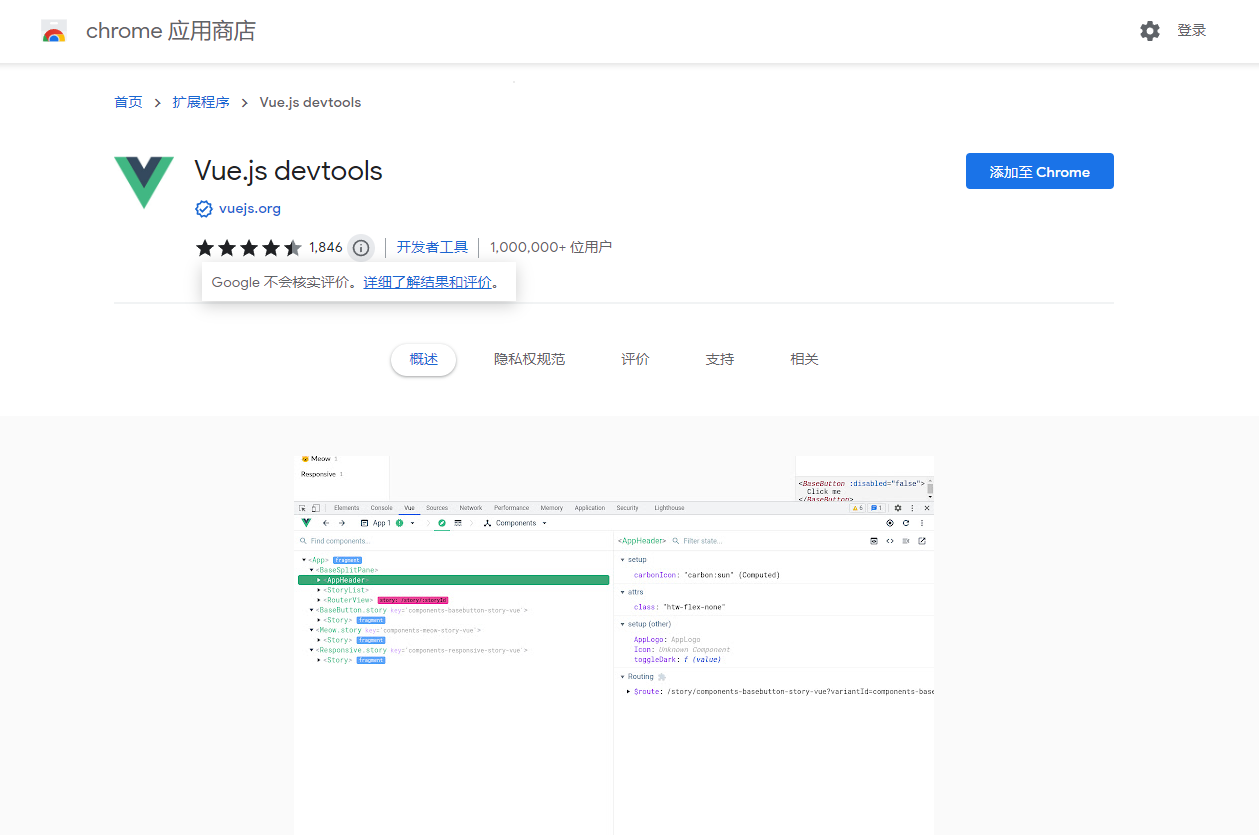 chrome 应用商店
登录
首页 > 扩展程序 > Vue.js devtools
Vue.js devtools
添加至 Chrome
vuejs.org
1,846 开发者工具 1,000,000+ 位用户
Google 不会核实评价。详细了解结果和评价。
概述 隐私权规范 评价 支持 相关
Meow 1
Responsive 1
<BaseButton :disabled="false">
Click me
</BaseButton>
Elements Console Vue Sources Network Performance Memory Application Security Lighthouse 6 1
App 1 Components
Find components...
<AppHeader> Filter state...
<App> fragment
<BaseSplitPane>
<AppHeader>
<StoryList>
<RouterView> story: /story/:storyId
<BaseButton.story key='components-basebutton-story-vue'>
<Story> fragment
<Meow.story key='components-meow-story-vue'>
<Story> fragment
<Responsive.story key='components-responsive-story-vue'>
<Story> fragment
setup
carbonIcon: "carbon:sun" (Computed)
attrs
class: "htw-flex-none"
setup (other)
AppLogo: AppLogo
Icon: Unknown Component
toggleDark: f (value)
Routing
$route: /story/components-basebutton-story-vue?variantId=components-base